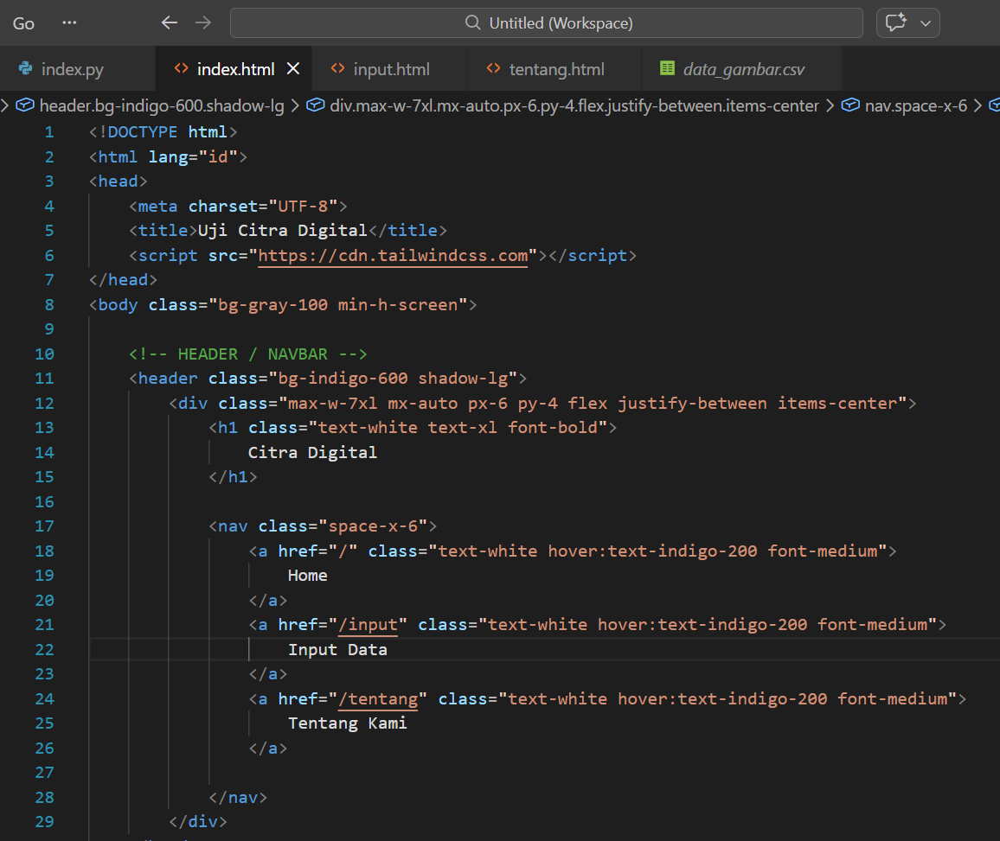 Go ··· Untitled (Workspace)
index.py index.html input.html tentang.html data_gambar.csv
header.bg-indigo-600.shadow-lg > div.max-w-7xl.mx-auto.px-6.py-4.flex.justify-between.items-center > nav.space-x-6 >
1 <!DOCTYPE html>
2 <html lang="id">
3 <head>
4     <meta charset="UTF-8">
5     <title>Uji Citra Digital</title>
6     <script src="https://cdn.tailwindcss.com"></script>
7 </head>
8 <body class="bg-gray-100 min-h-screen">
9
10     <!-- HEADER / NAVBAR -->
11     <header class="bg-indigo-600 shadow-lg">
12         <div class="max-w-7xl mx-auto px-6 py-4 flex justify-between items-center">
13             <h1 class="text-white text-xl font-bold">
14                 Citra Digital
15             </h1>
16
17             <nav class="space-x-6">
18                 <a href="/" class="text-white hover:text-indigo-200 font-medium">
19                     Home
20                 </a>
21                 <a href="/input" class="text-white hover:text-indigo-200 font-medium">
22                     Input Data
23                 </a>
24                 <a href="/tentang" class="text-white hover:text-indigo-200 font-medium">
25                     Tentang Kami
26                 </a>
27
28             </nav>
29         </div>